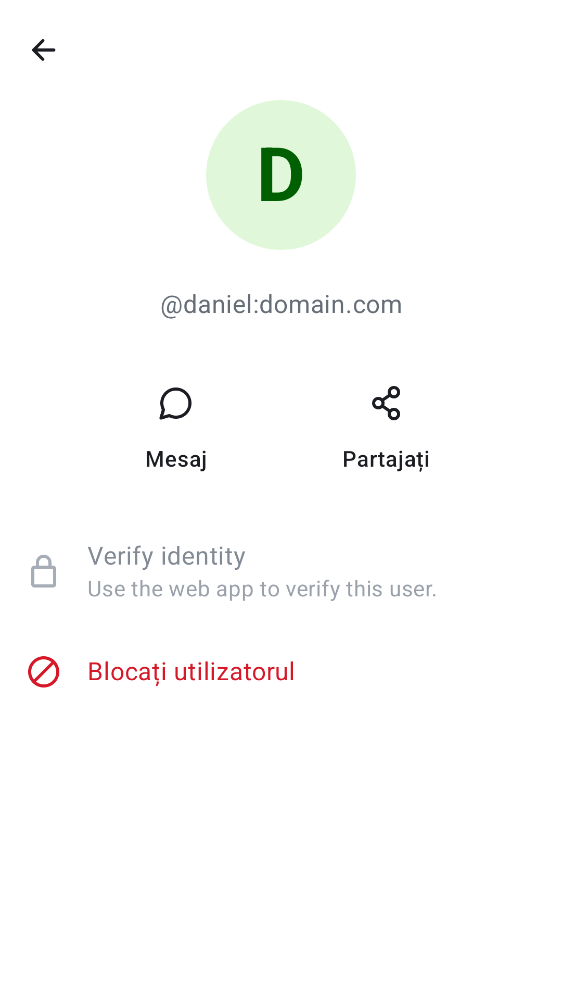 D
@daniel:domain.com
Mesaj
Partajați
Verify identity
Use the web app to verify this user.
Blocați utilizatorul